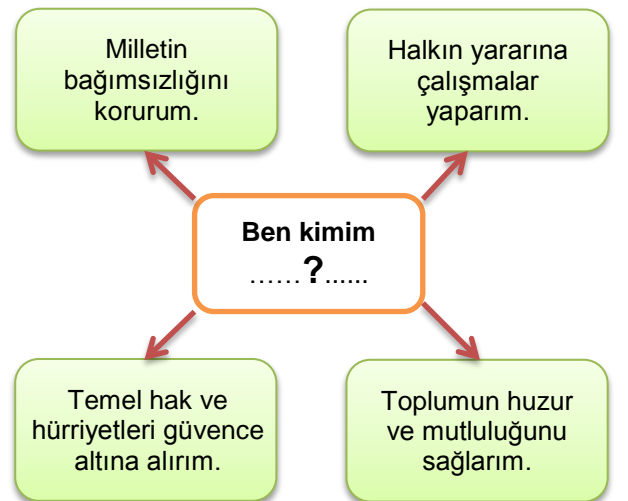 Milletin
bağımsızlığını
korurum.
Halkın yararına
çalışmalar
yaparım.
Ben kimim
……?......
Temel hak ve
hürriyetleri güvence
altına alırım.
Toplumun huzur
ve mutluluğunu
sağlarım.